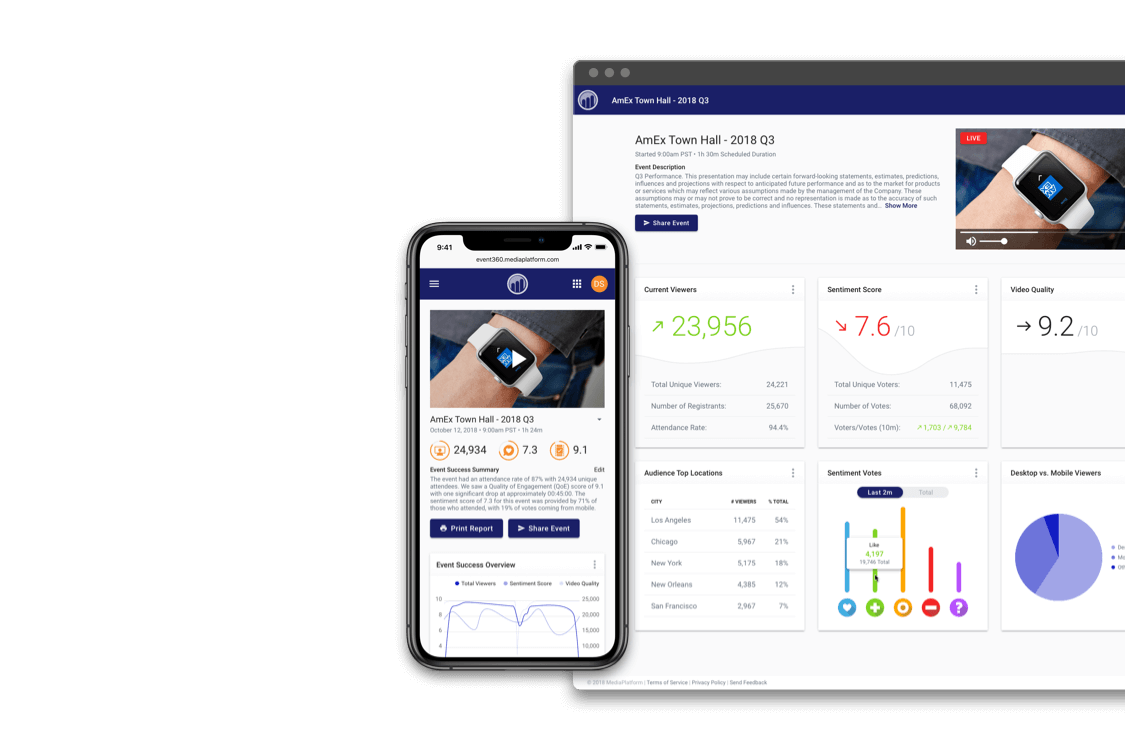 AmEx Town Hall - 2018 Q3
AmEx Town Hall - 2018 Q3
Started 9:00am PST • 1h 30m Scheduled Duration
Event Description
Q3 Performance. This presentation may include certain forward-looking statements, estimates, predictions,
influences and projections with respect to anticipated future performance and as to the market for products
or services which may reflect various assumptions made by the management of the Company. These
assumptions may or may not prove to be correct and no representation is made as to the accuracy of such
statements, estimates, projections, predictions and influences. These statements and... Show More
Share Event
LIVE
Current Viewers
23,956
Total Unique Viewers: 24,221
Number of Registrants: 25,670
Attendance Rate: 94.4%
Sentiment Score
7.6 /10
Total Unique Voters: 11,475
Number of Votes: 68,092
Voters/Votes (10m): 1,703 / 9,784
Video Quality
9.2 /10
Audience Top Locations
CITY # VIEWERS % TOTAL
Los Angeles 11,475 54%
Chicago 5,967 21%
New York 5,175 18%
New Orleans 4,385 12%
San Francisco 2,967 7%
Sentiment Votes
Last 2m Total
Like
4,197
19,746 Total
?
Desktop vs. Mobile Viewers
De
Mo
Ot
© 2018 MediaPlatform | Terms of Service | Privacy Policy | Send Feedback
9:41
event360.mediaplatform.com
DS
AmEx Town Hall - 2018 Q3
October 12, 2018 • 9:00am PST • 1h 24m
24,934 7.3 9.1
Event Success Summary Edit
The event had an attendance rate of 87% with 24,934 unique
attendees. We saw a Quality of Engagement (QoE) score of 9.1
with one significant drop at approximately 00:45:00. The
sentiment score of 7.3 for this event was provided by 71% of
those who attended, with 19% of votes coming from mobile.
Print Report Share Event
Event Success Overview
Total Viewers Sentiment Score Video Quality
10 25,000
8 20,000
6 15,000
4 10,000